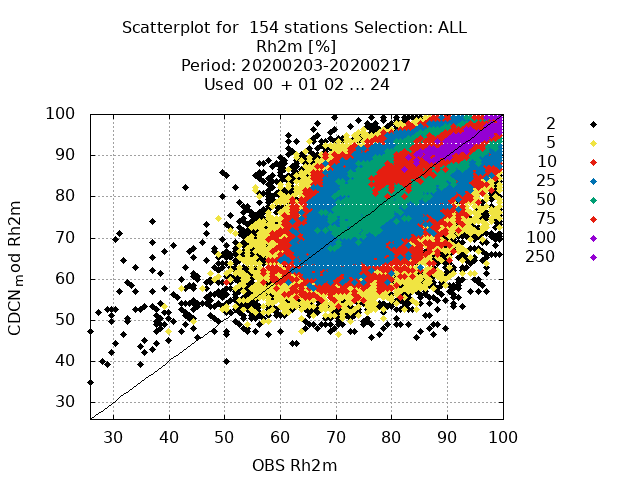 Scatterplot for 154 stations Selection: ALL
Rh2m [%]
Period: 20200203-20200217
Used 00 + 01 02 ... 24
100
90
80
70
60
50
40
30
CDCN_mod Rh2m
30 40 50 60 70 80 90 100
OBS Rh2m
2
5
10
25
50
75
100
250